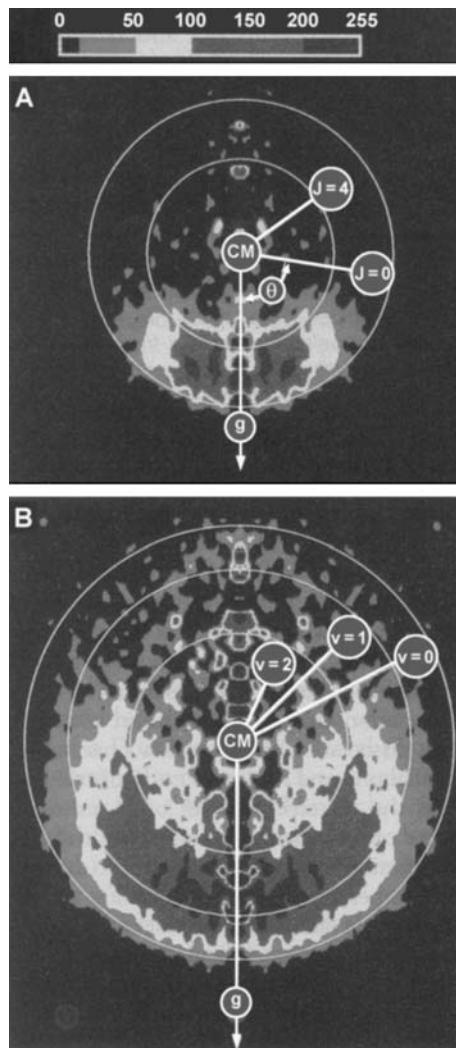 0 50 100 150 200 255
A
J = 4
CM
J = 0
θ
g
B
v = 1
v = 2
v = 0
CM
g